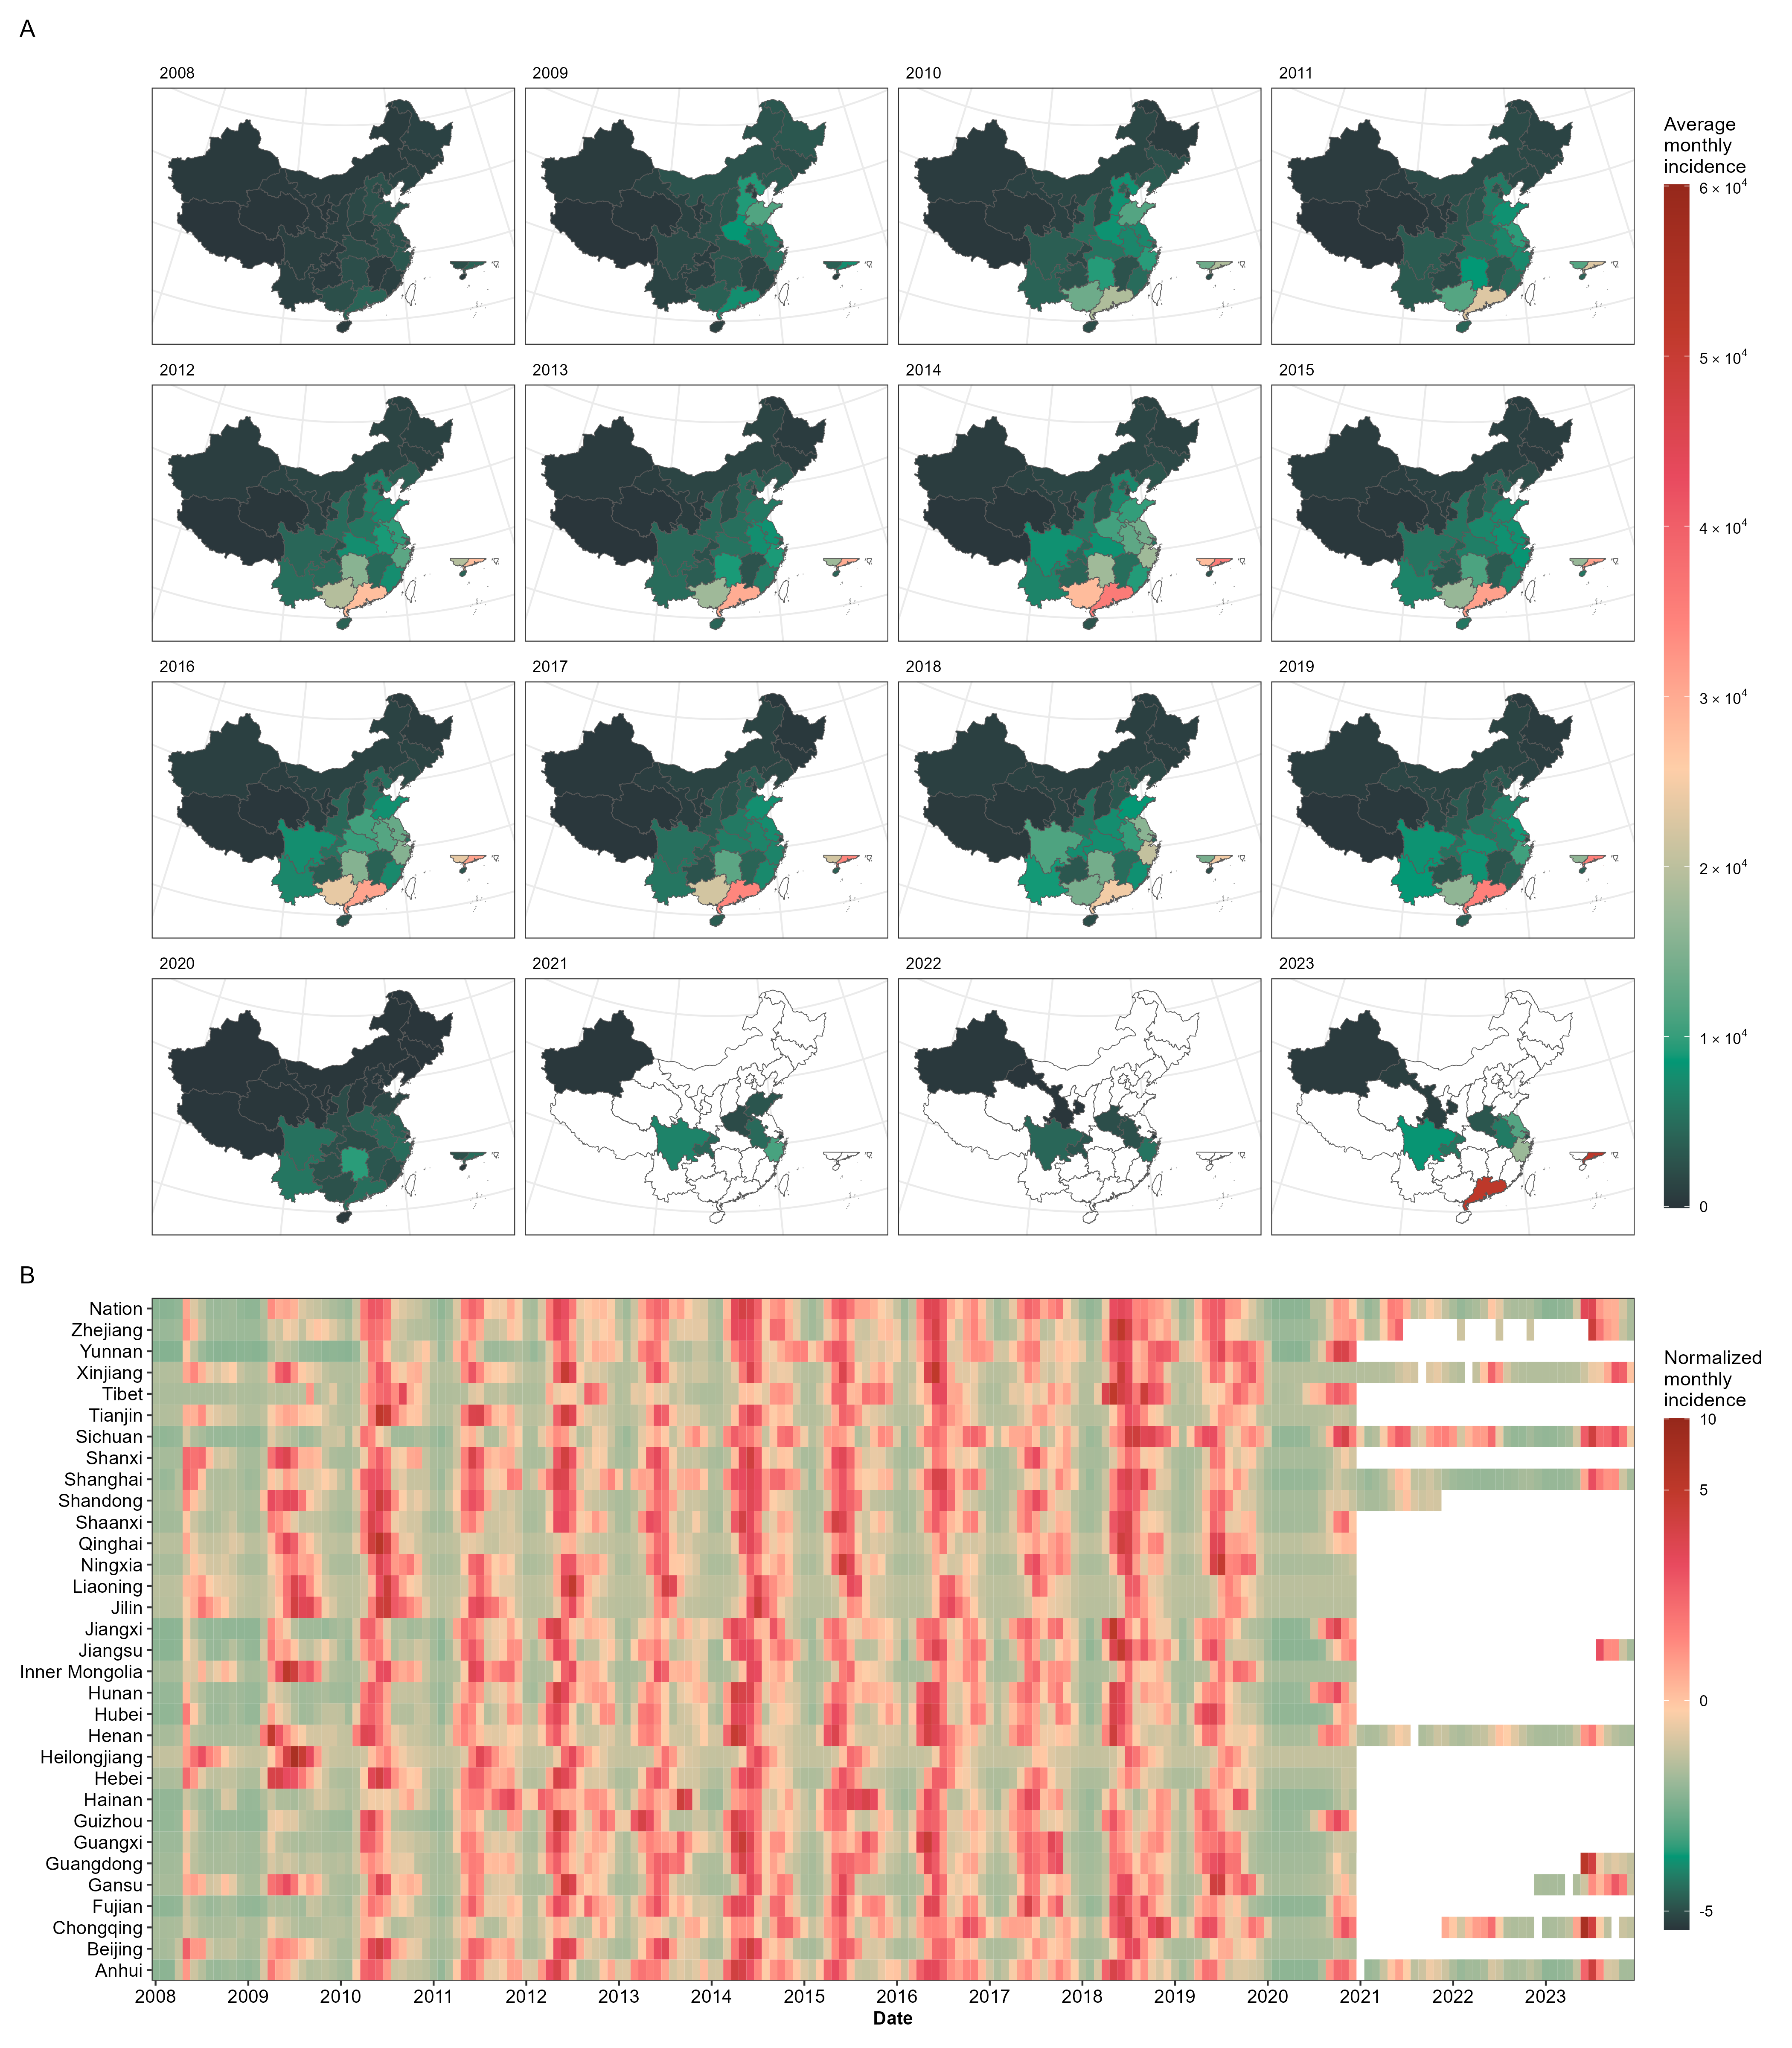 A
2008
2009
2010
2011
2012
2013
2014
2015
2016
2017
2018
2019
2020
2021
2022
2023
Average
monthly
incidence
6 × 10⁴
5 × 10⁴
4 × 10⁴
3 × 10⁴
2 × 10⁴
1 × 10⁴
0
B
Nation
Zhejiang
Yunnan
Xinjiang
Tibet
Tianjin
Sichuan
Shanxi
Shanghai
Shandong
Shaanxi
Qinghai
Ningxia
Liaoning
Jilin
Jiangxi
Jiangsu
Inner Mongolia
Hunan
Hubei
Henan
Heilongjiang
Hebei
Hainan
Guizhou
Guangxi
Guangdong
Gansu
Fujian
Chongqing
Beijing
Anhui
2008 2009 2010 2011 2012 2013 2014 2015 2016 2017 2018 2019 2020 2021 2022 2023
Date
Normalized
monthly
incidence
10
5
0
-5